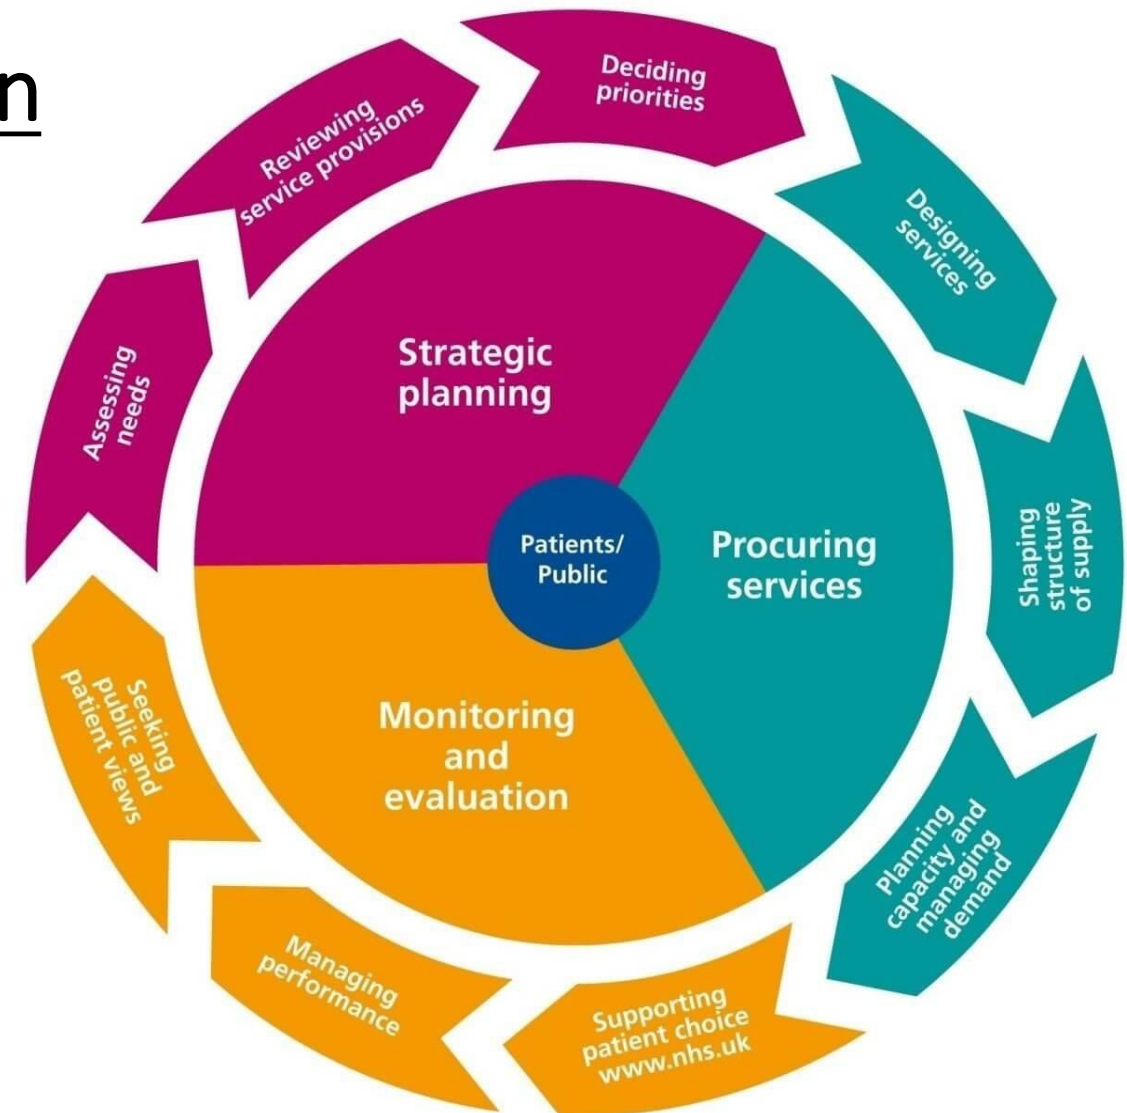 n
Deciding
priorities
Reviewing
service provisions
Designing
services
Assessing
needs
Strategic
planning
Shaping
structure
of supply
Patients/
Public
Procuring
services
Seeking
public and
patient views
Monitoring
and
evaluation
Planning
capacity and
managing
demand
Managing
performance
Supporting
patient choice
www.nhs.uk